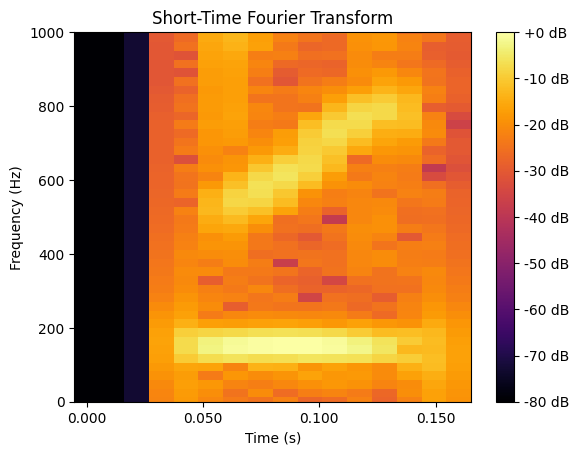 Short-Time Fourier Transform
1000
800
600
400
200
0
Frequency (Hz)
0.000
0.050
0.100
0.150
Time (s)
+0 dB
-10 dB
-20 dB
-30 dB
-40 dB
-50 dB
-60 dB
-70 dB
-80 dB